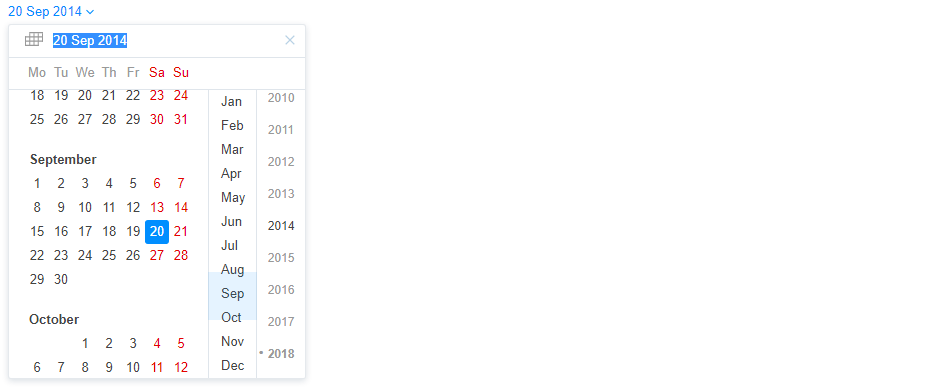 20 Sep 2014
20 Sep 2014
Mo Tu We Th Fr Sa Su
18 19 20 21 22 23 24
25 26 27 28 29 30 31
September
1 2 3 4 5 6 7
8 9 10 11 12 13 14
15 16 17 18 19 20 21
22 23 24 25 26 27 28
29 30
October
1 2 3 4 5
6 7 8 9 10 11 12
Jan
Feb
Mar
Apr
May
Jun
Jul
Aug
Sep
Oct
Nov
Dec
2010
2011
2012
2013
2014
2015
2016
2017
• 2018